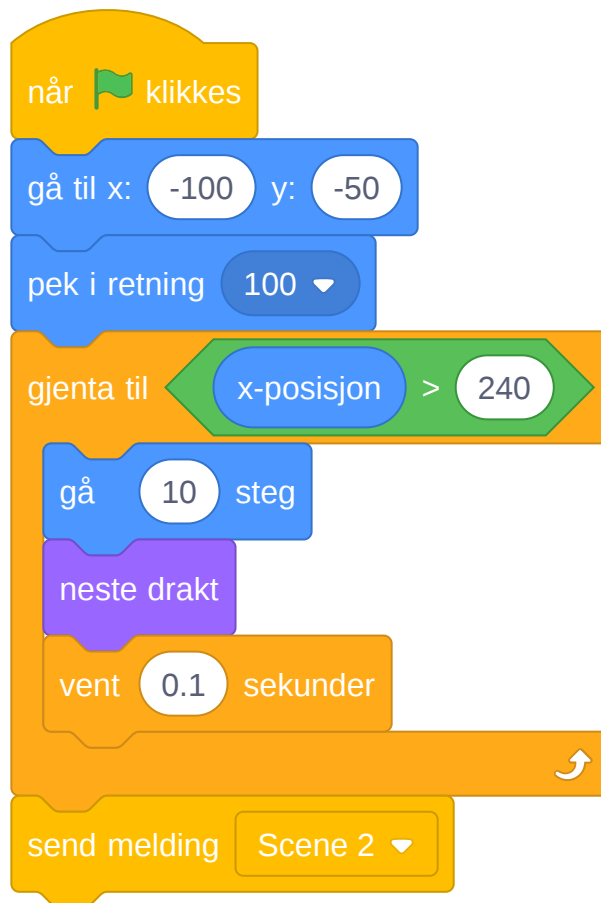 når klikkes
gå til x: -100 y: -50
pek i retning 100
gjenta til x-posisjon > 240
gå 10 steg
neste drakt
vent 0.1 sekunder
send melding Scene 2